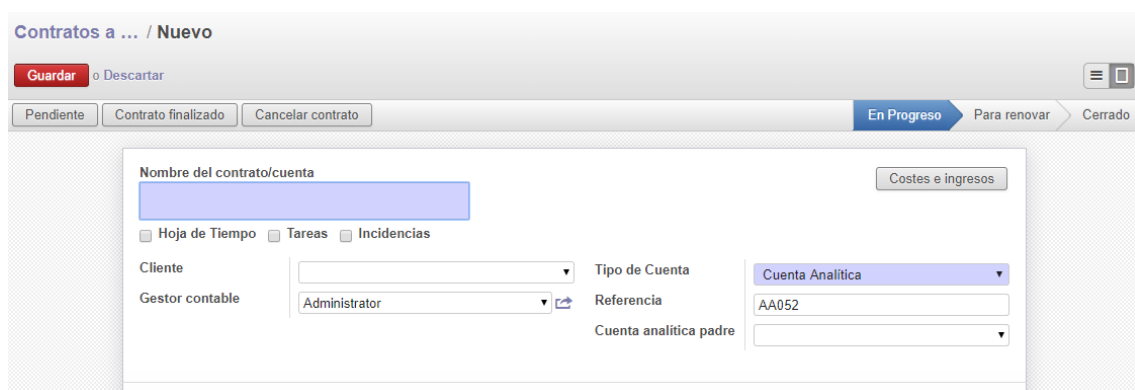 Contratos a ... / Nuevo
Guardar o Descartar
Pendiente Contrato finalizado Cancelar contrato En Progreso Para renovar Cerrado
Nombre del contrato/cuenta
Costes e ingresos
Hoja de Tiempo Tareas Incidencias
Cliente Tipo de Cuenta Cuenta Analítica
Gestor contable Administrator Referencia AA052
Cuenta analítica padre